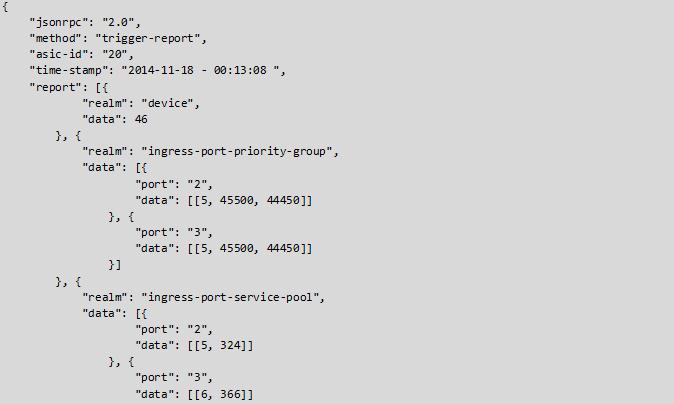 {
"jsonrpc": "2.0",
"method": "trigger-report",
"asic-id": "20",
"time-stamp": "2014-11-18 - 00:13:08 ",
"report": [{
"realm": "device",
"data": 46
}, {
"realm": "ingress-port-priority-group",
"data": [{
"port": "2",
"data": [[5, 45500, 44450]]
}, {
"port": "3",
"data": [[5, 45500, 44450]]
}]
}, {
"realm": "ingress-port-service-pool",
"data": [{
"port": "2",
"data": [[5, 324]]
}, {
"port": "3",
"data": [[6, 366]]